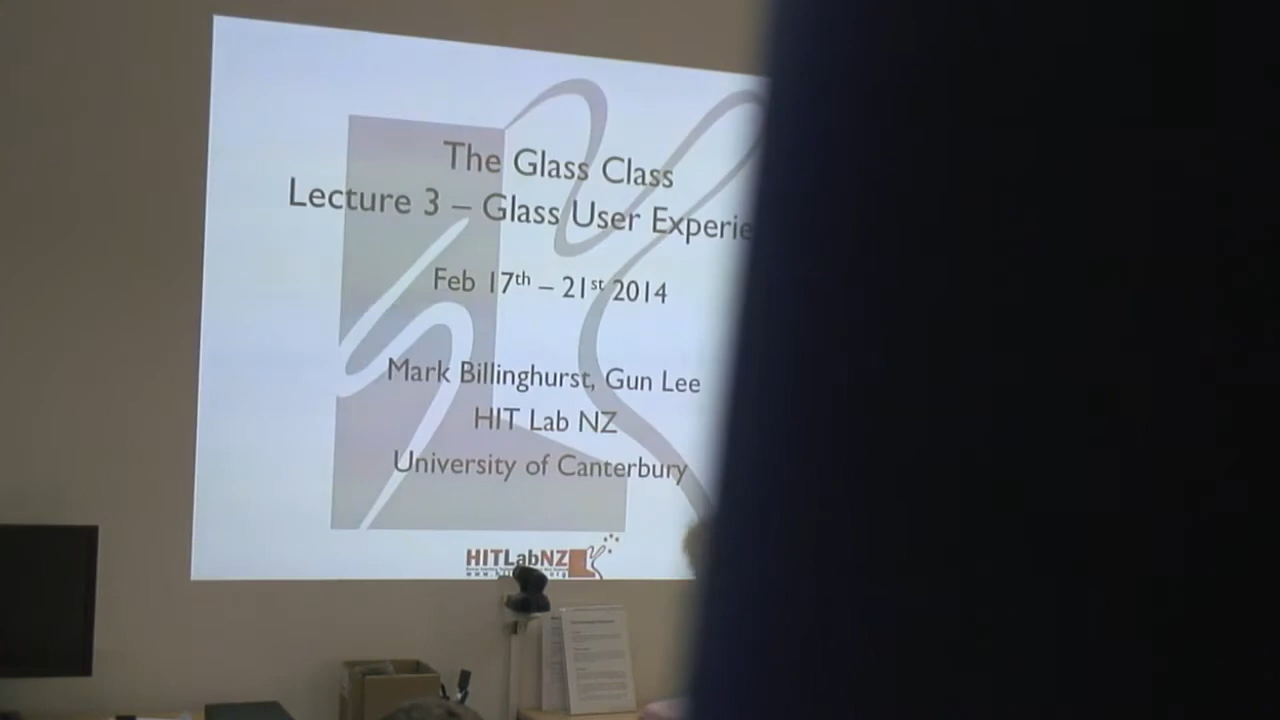 The Glass Class
Lecture 3 – Glass User Experie
Feb 17th – 21st 2014
Mark Billinghurst, Gun Lee
HIT Lab NZ
University of Canterbury
HITLabNZ